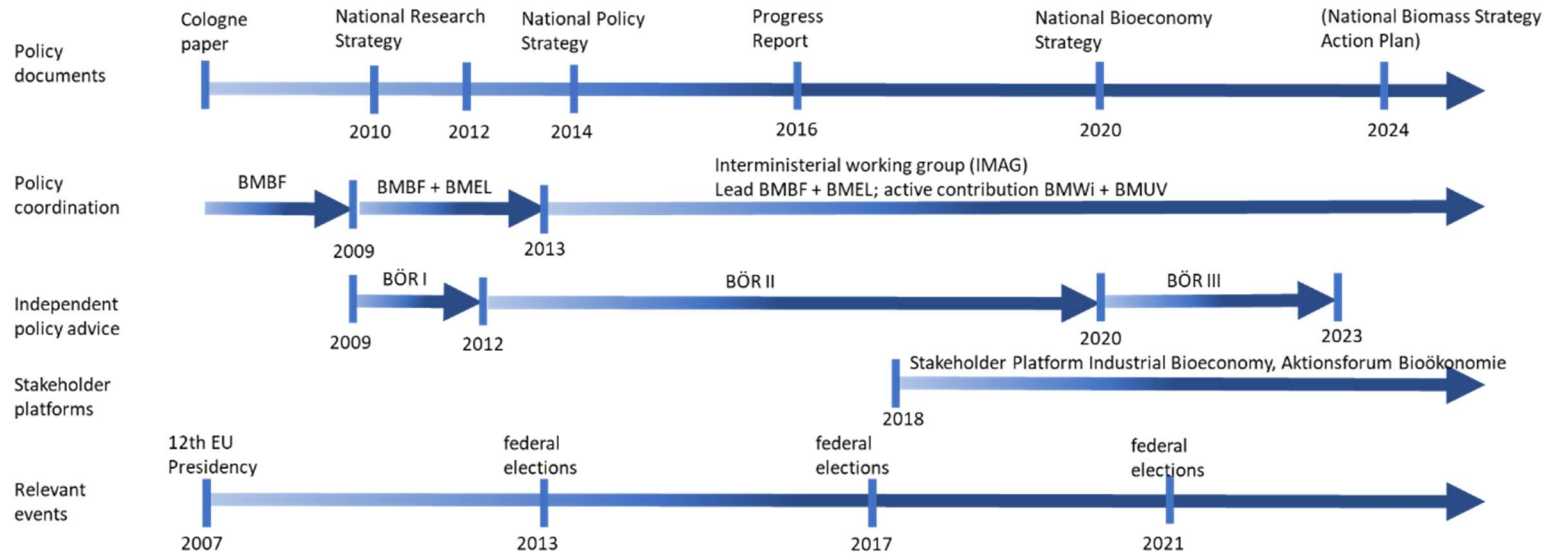 Policy
documents
Cologne
paper
National Research
Strategy
National Policy
Strategy
Progress
Report
National Bioeconomy
Strategy
(National Biomass Strategy
Action Plan)
2010
2012
2014
2016
2020
2024
Policy
coordination
BMBF
BMBF + BMEL
Interministerial working group (IMAG)
Lead BMBF + BMEL; active contribution BMWi + BMUV
2009
2013
Independent
policy advice
BÖR I
BÖR II
BÖR III
2009
2012
2020
2023
Stakeholder
platforms
Stakeholder Platform Industrial Bioeconomy, Aktionsforum Bioökonomie
2018
Relevant
events
12th EU
Presidency
federal
elections
federal
elections
federal
elections
2007
2013
2017
2021